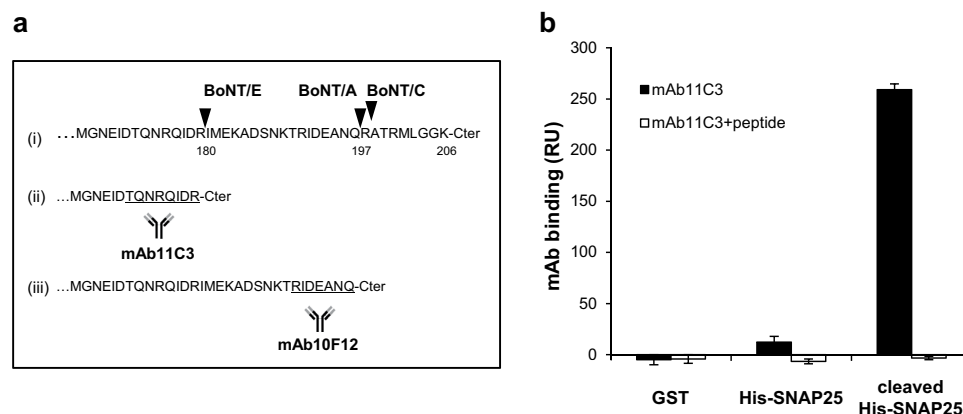 a
BoNT/E BoNT/A BoNT/C
(i) ...MGNEIDTQNRQIDRIMEKADSNKTRIDEANQRATRMLGGK-Cter
180 197 206
(ii) ...MGNEIDTQNRQIDR-Cter
mAb11C3
(iii) ...MGNEIDTQNRQIDRIMEKADSNKTRIDEANQ-Cter
mAb10F12
b
mAb binding (RU)
300
250
200
150
100
50
0
mAb11C3
mAb11C3+peptide
GST His-SNAP25 cleaved
His-SNAP25